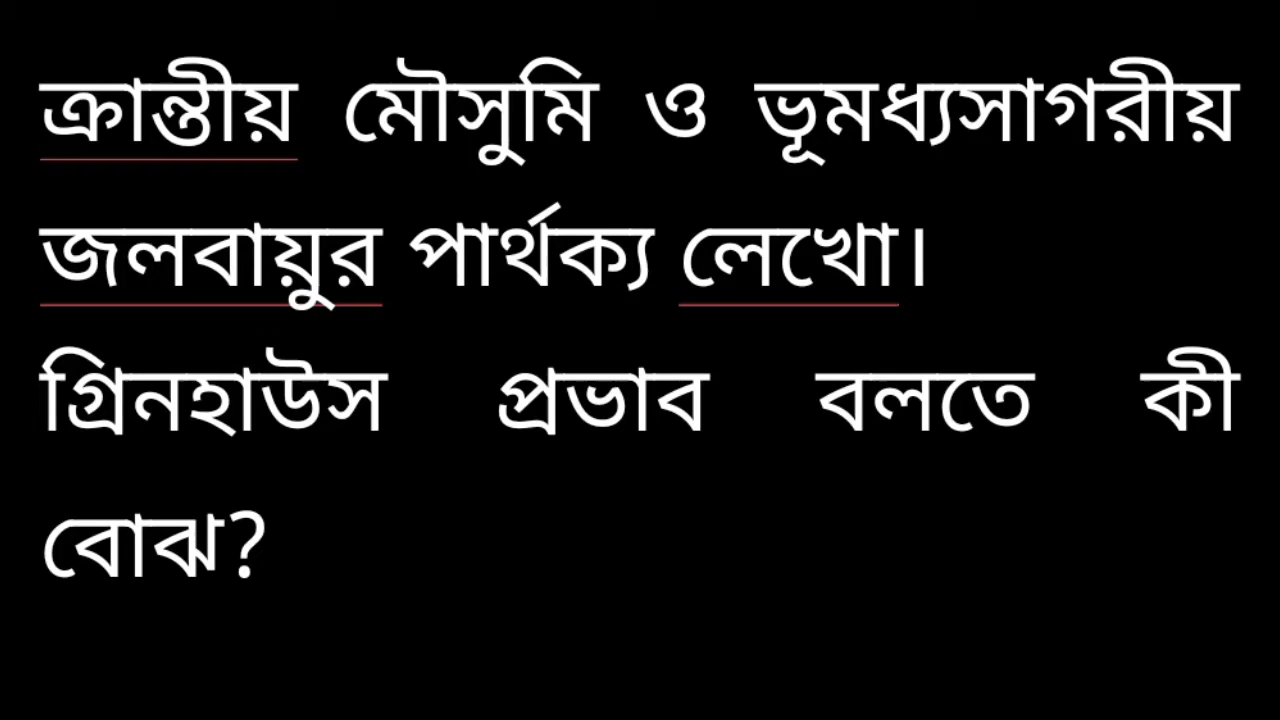 ক্রান্তীয় মৌসুমি ও ভূমধ্যসাগরীয়
জলবায়ুর পার্থক্য লেখো।
গ্রিনহাউস প্রভাব বলতে কী
বোঝ?